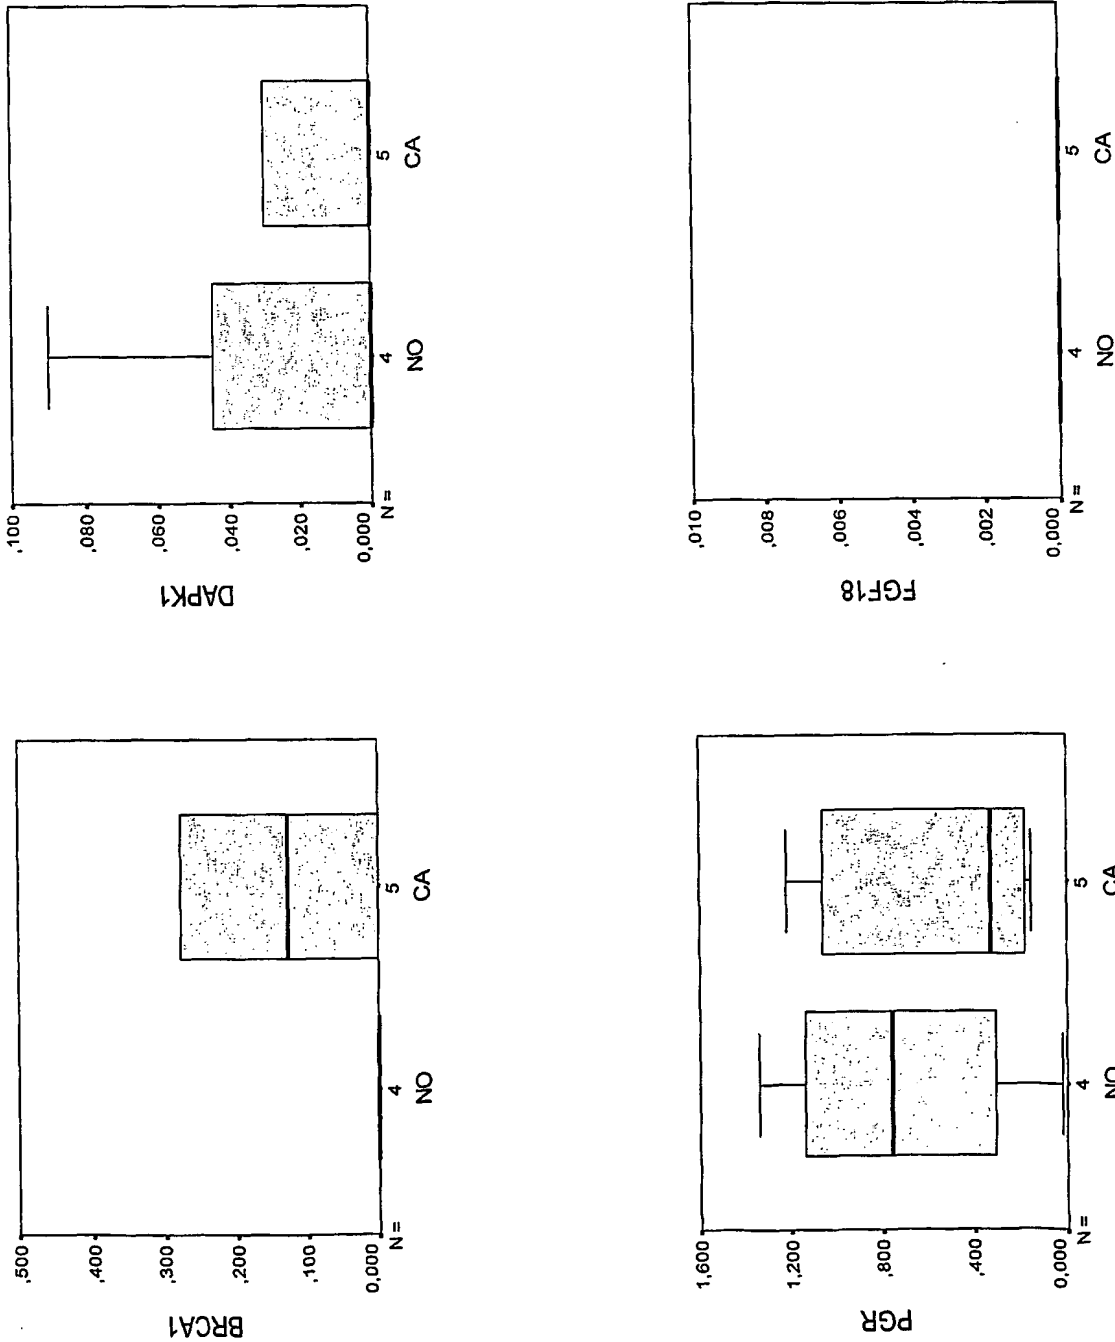 BRCA1
,500
,400
,300
,200
,100
0,000
N =
4
5
NO
CA
DAPK1
,100
,080
,060
,040
,020
0,000
N =
4
5
NO
CA
PGR
1,600
1,200
,800
,400
0,000
N =
4
5
NO
CA
FGF18
,010
,008
,006
,004
,002
0,000
N =
4
5
NO
CA